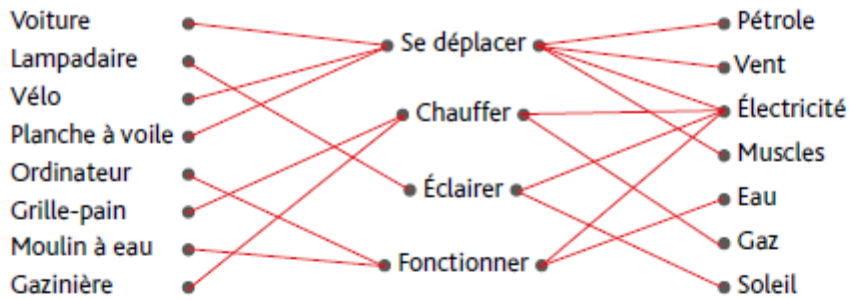 Voiture
Lampadaire
Vélo
Planche à voile
Ordinateur
Grille-pain
Moulin à eau
Gazinière
Se déplacer
Chauffer
Éclairer
Fonctionner
Pétrole
Vent
Électricité
Muscles
Eau
Gaz
Soleil